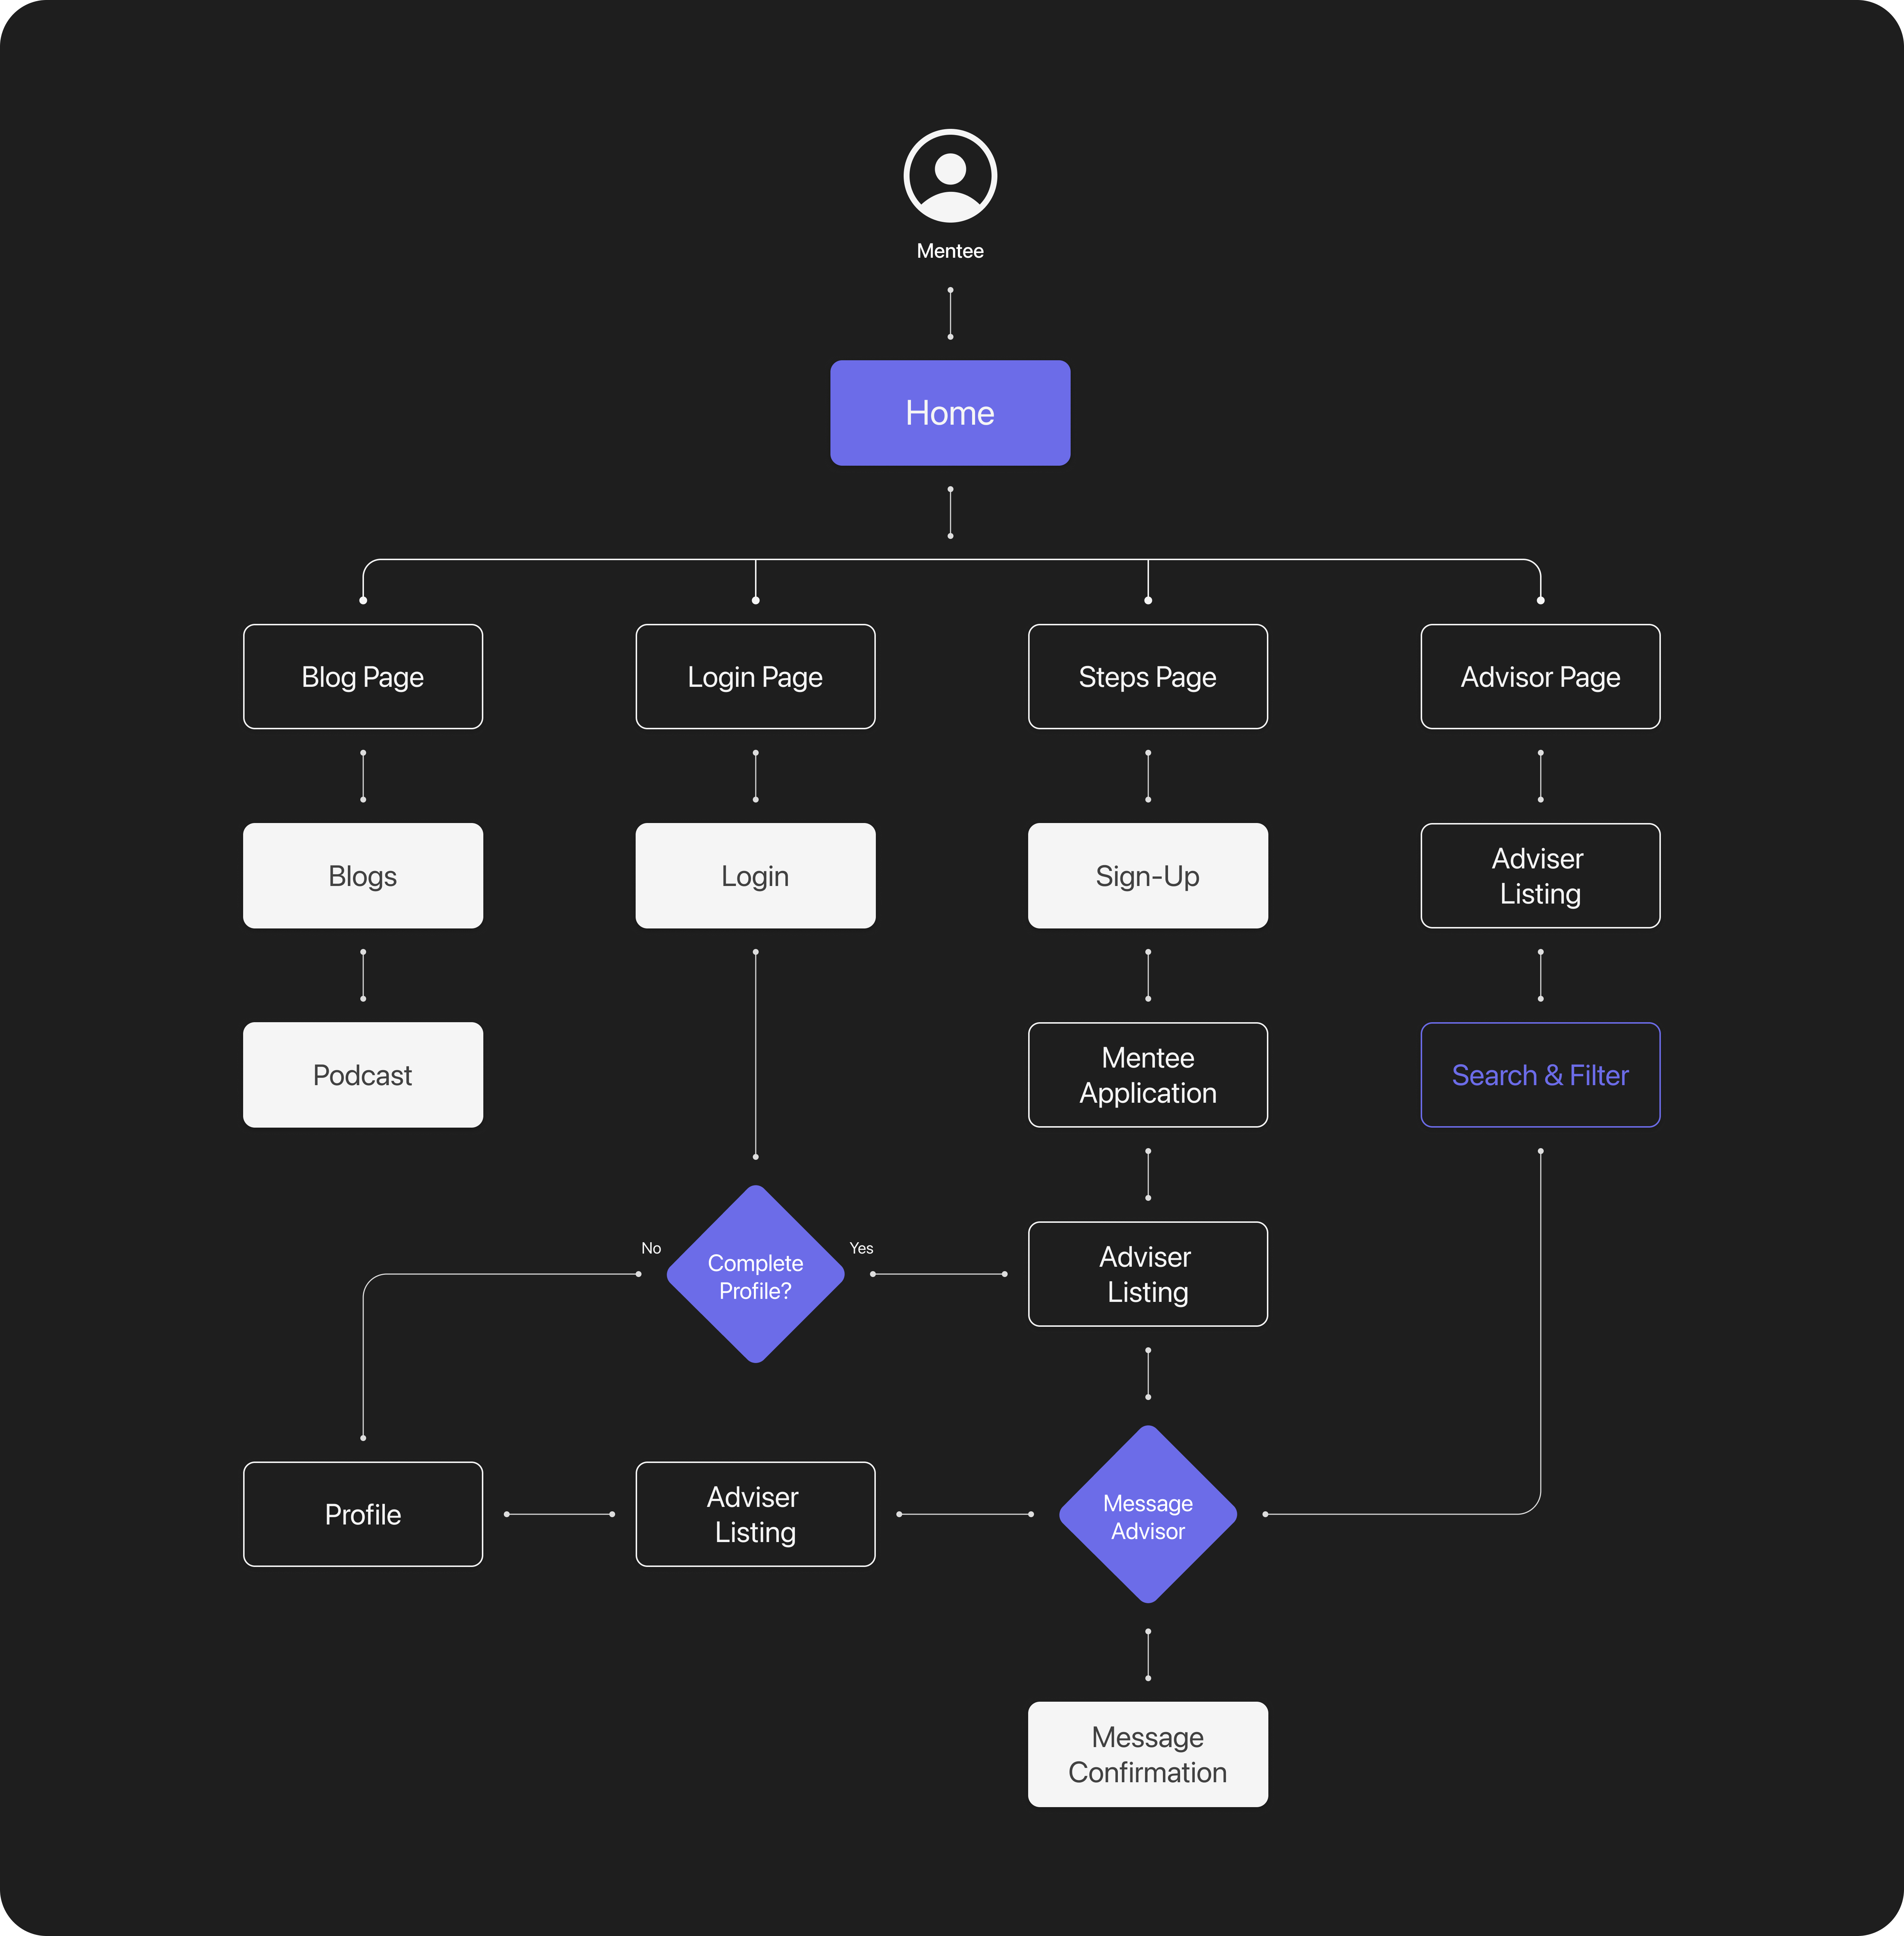 Mentee
Home
Blog Page
Login Page
Steps Page
Advisor Page
Blogs
Login
Sign-Up
Adviser
Listing
Podcast
Mentee
Application
Search & Filter
No
Complete
Profile?
Yes
Adviser
Listing
Profile
Adviser
Listing
Message
Advisor
Message
Confirmation